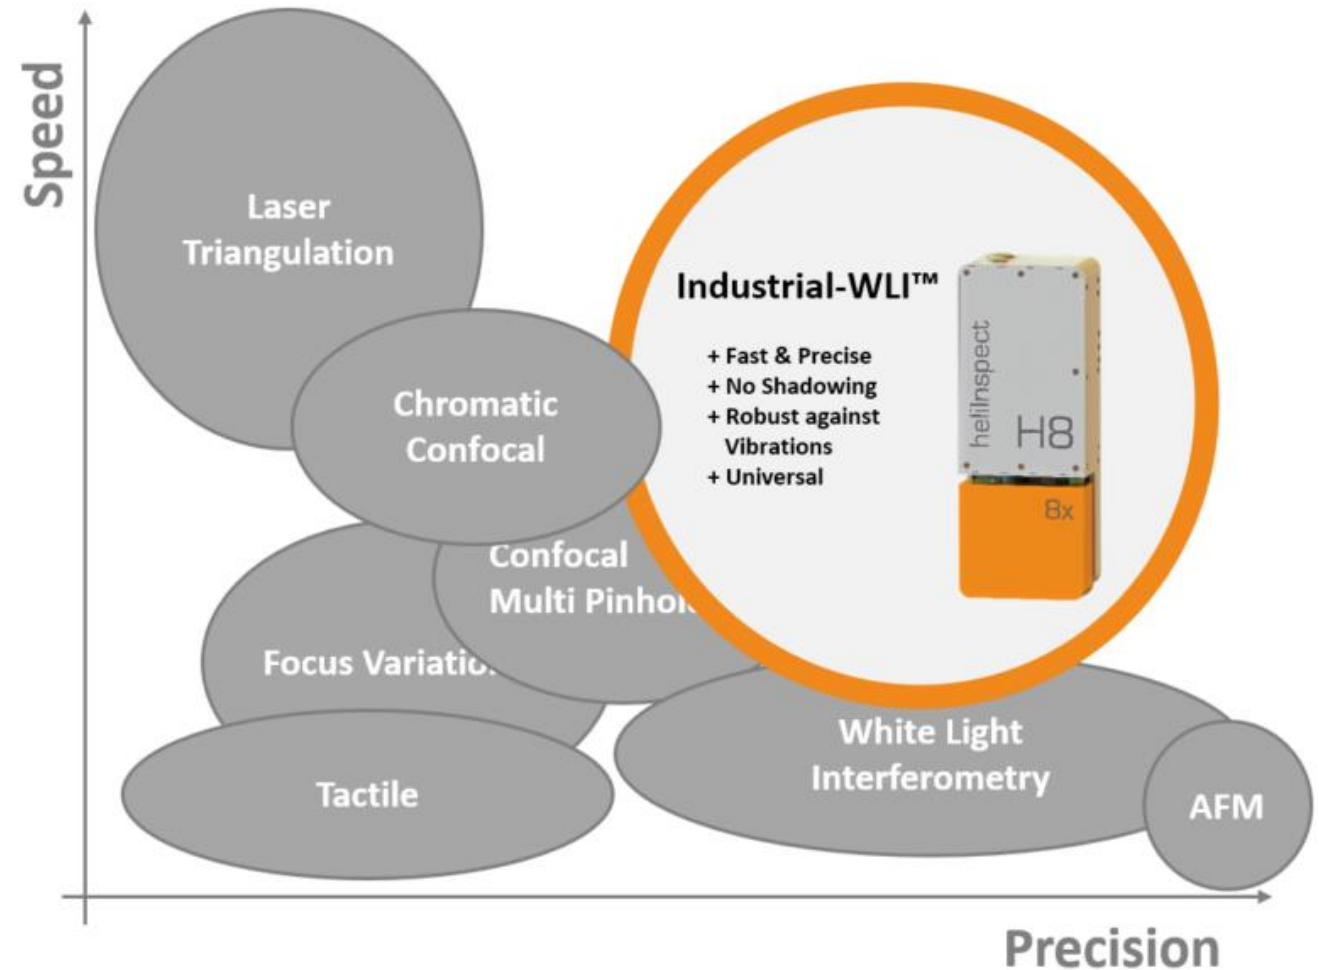 Speed
Laser
Triangulation
Industrial-WLI™
+ Fast & Precise
+ No Shadowing
+ Robust against
Vibrations
+ Universal
heliInspect
H8
8x
Chromatic
Confocal
Confocal
Multi Pinhol
Focus Variatio
Tactile
White Light
Interferometry
AFM
Precision